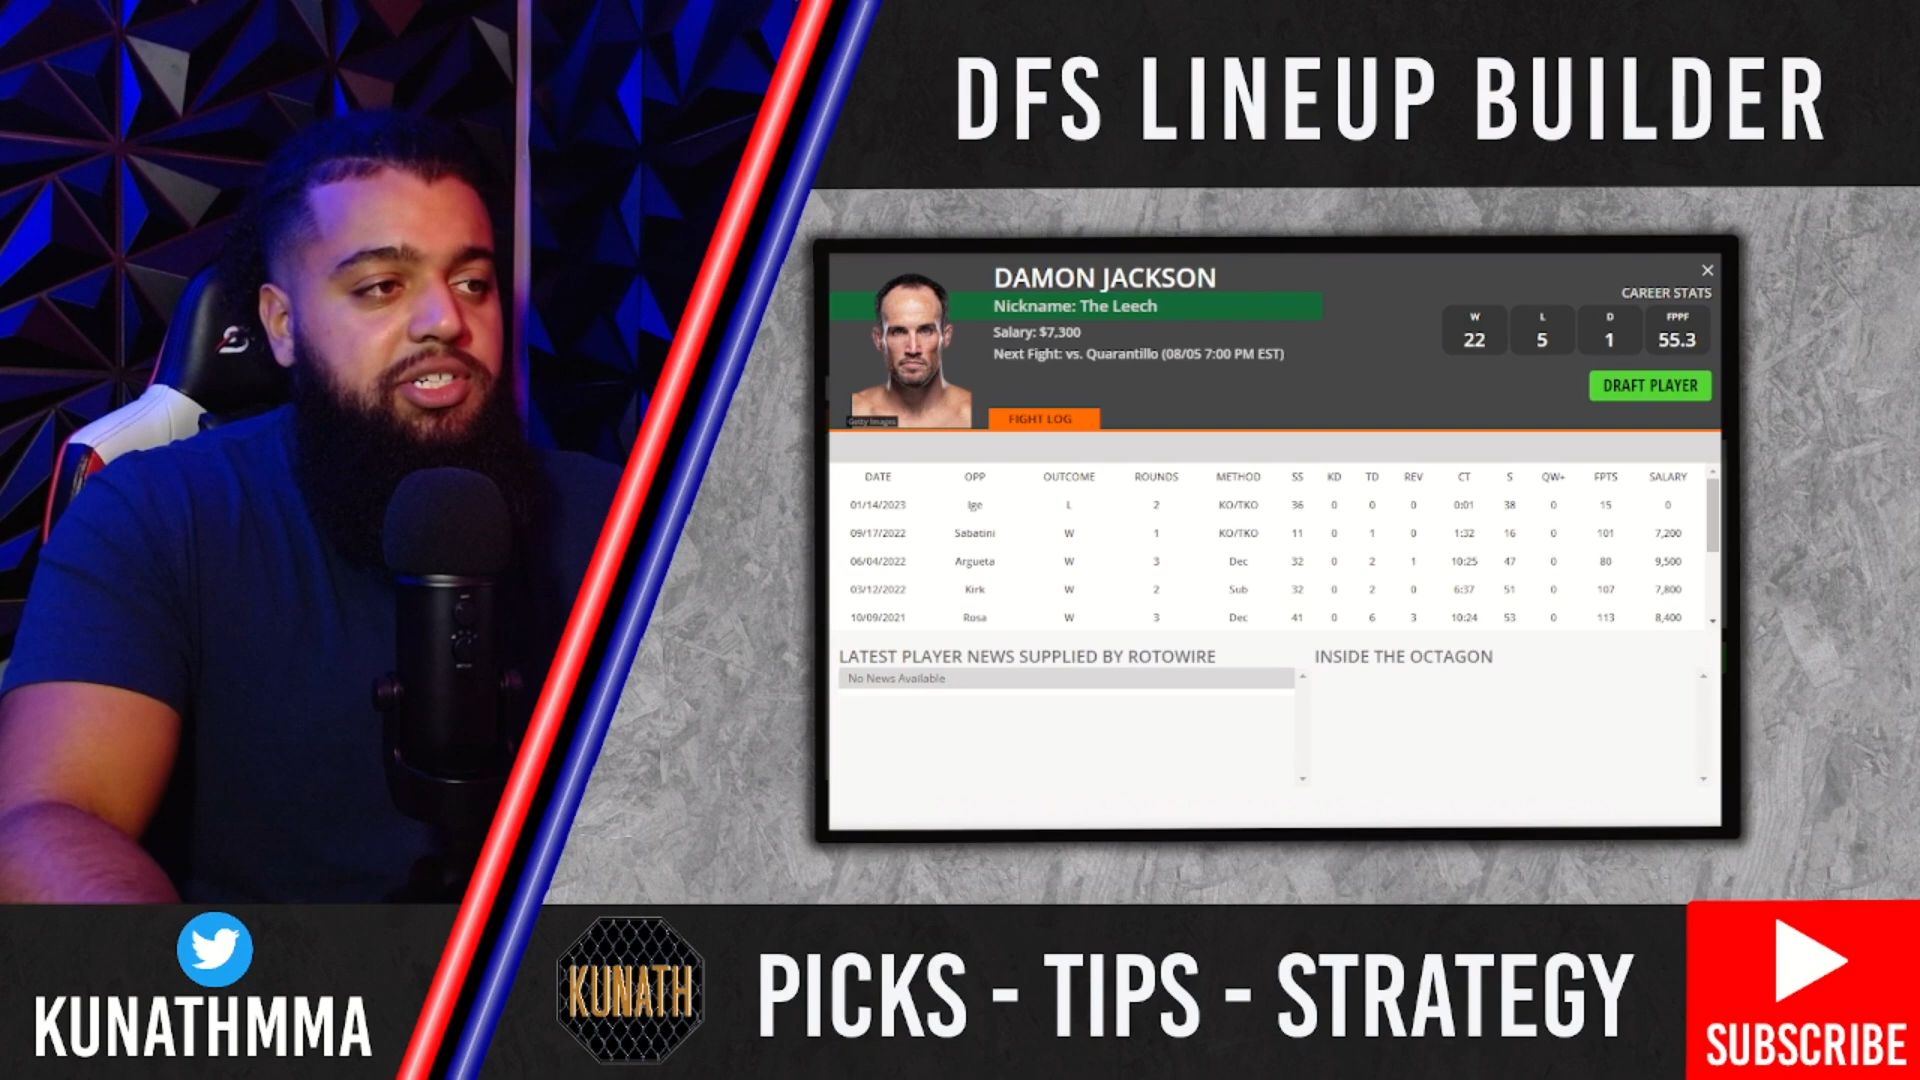 DFS LINEUP BUILDER
DAMON JACKSON
Nickname: The Leech
Salary: $7,300
Next Fight: vs. Quarantillo (08/05 7:00 PM EST)
CAREER STATS
W L D FPPF
22 5 1 55.3
DRAFT PLAYER
Getty Images
FIGHT LOG
DATE OPP OUTCOME ROUNDS METHOD SS KD TD REV CT S QW+ FPTS SALARY
01/14/2023 Ige L 2 KO/TKO 36 0 0 0 0:01 38 0 15 0
09/17/2022 Sabatini W 1 KO/TKO 11 0 1 0 1:32 16 0 101 7,200
06/04/2022 Argueta W 3 Dec 32 0 2 1 10:25 47 0 80 9,500
03/12/2022 Kirk W 2 Sub 32 0 2 0 6:37 51 0 107 7,800
10/09/2021 Rosa W 3 Dec 41 0 6 3 10:24 53 0 113 8,400
LATEST PLAYER NEWS SUPPLIED BY ROTOWIRE
No News Available
INSIDE THE OCTAGON
KUNATHMMA
KUNATH
PICKS - TIPS - STRATEGY
SUBSCRIBE